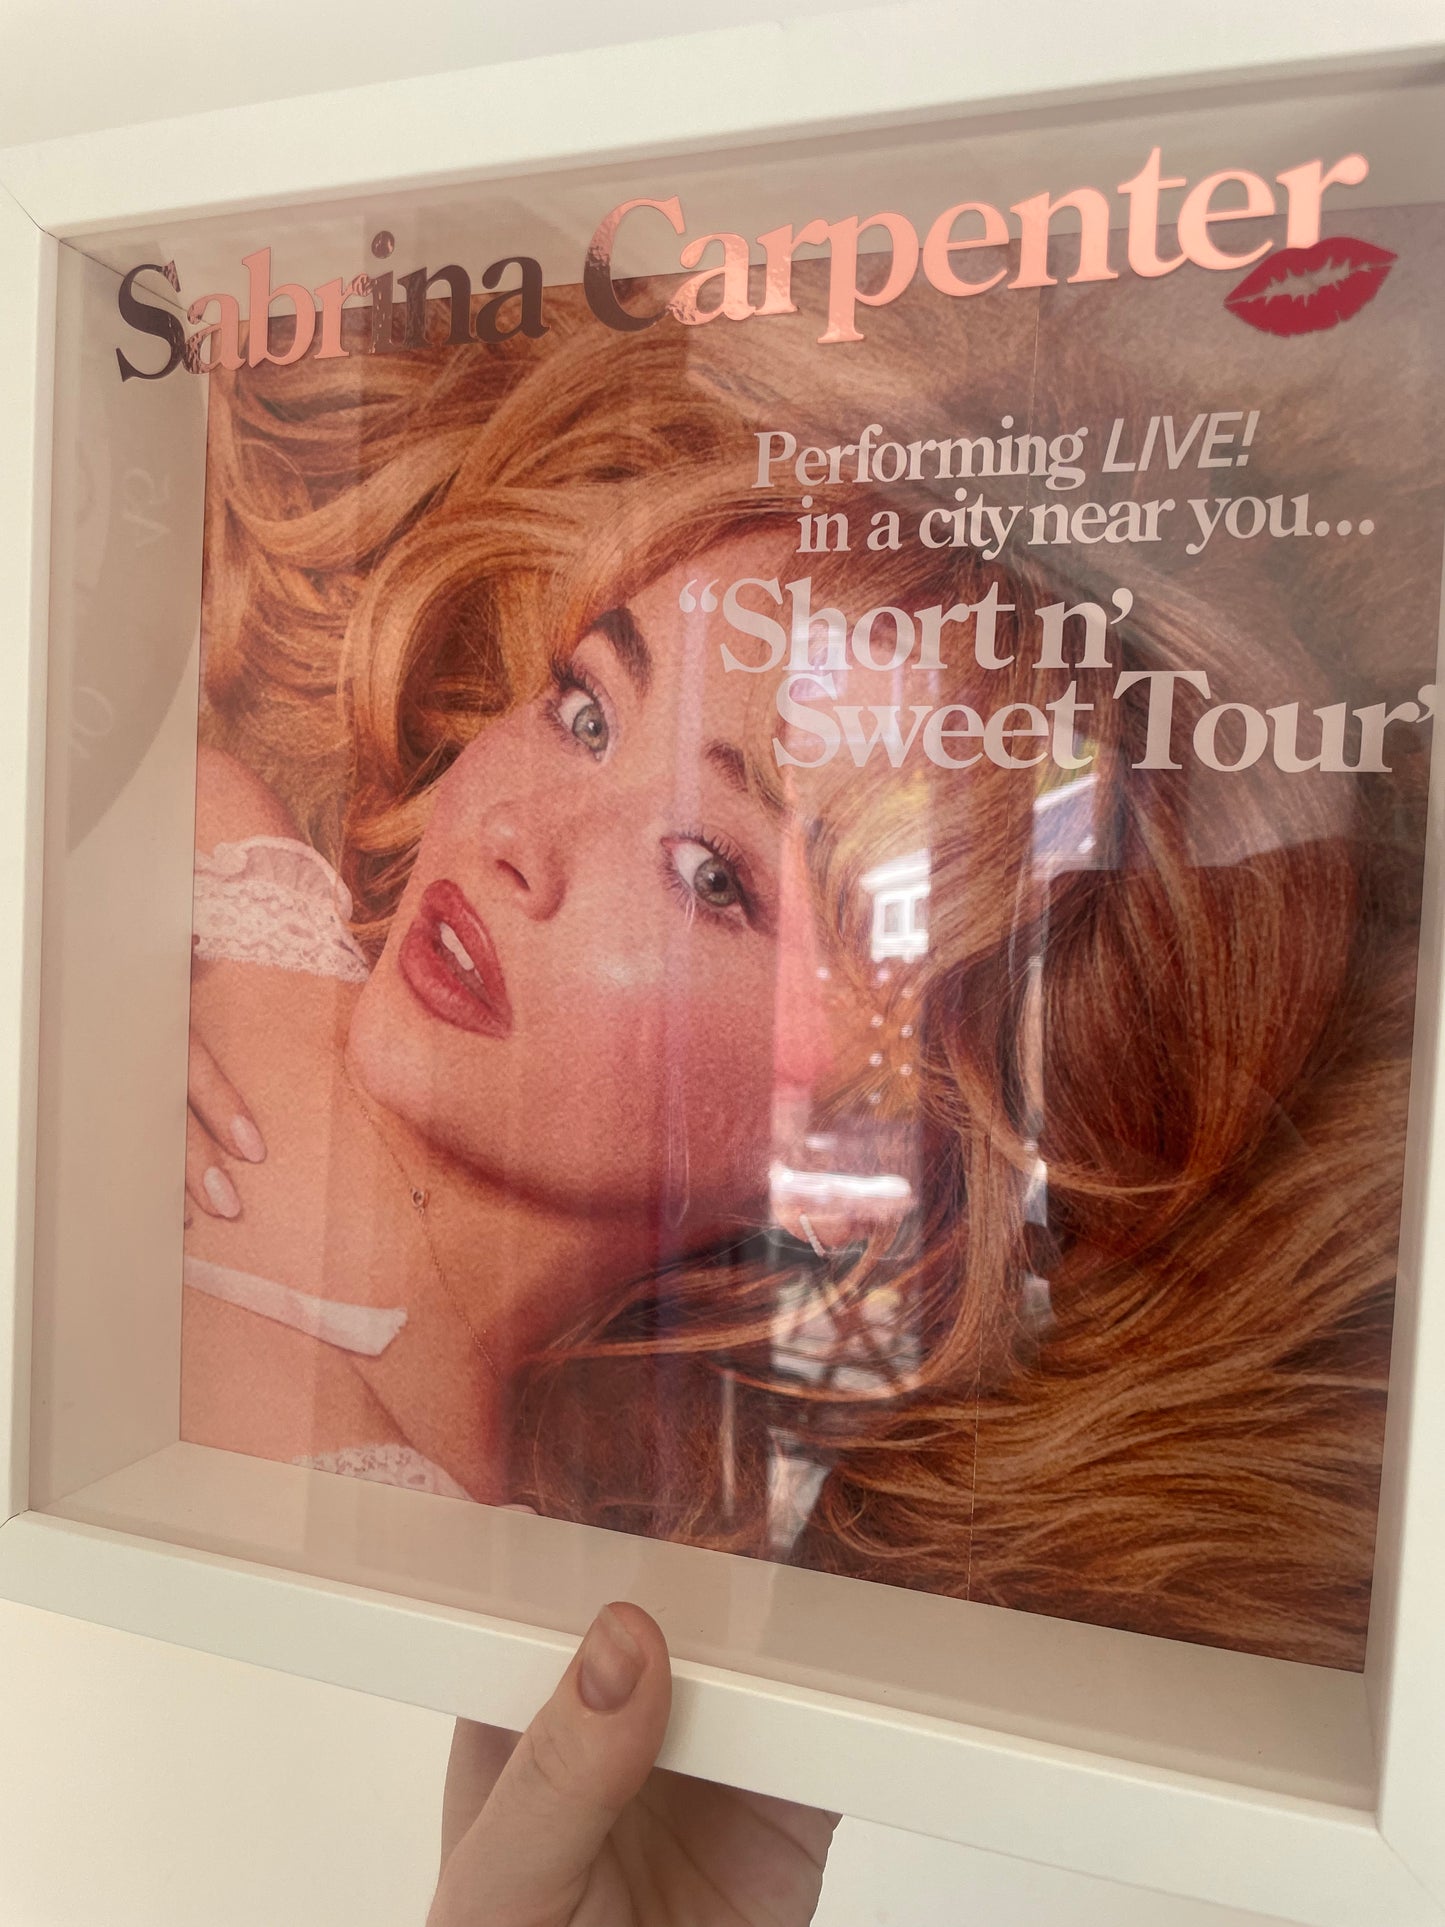 Sabrina Carpenter
Performing LIVE!
in a city near you...
“Short n’
Sweet Tour”